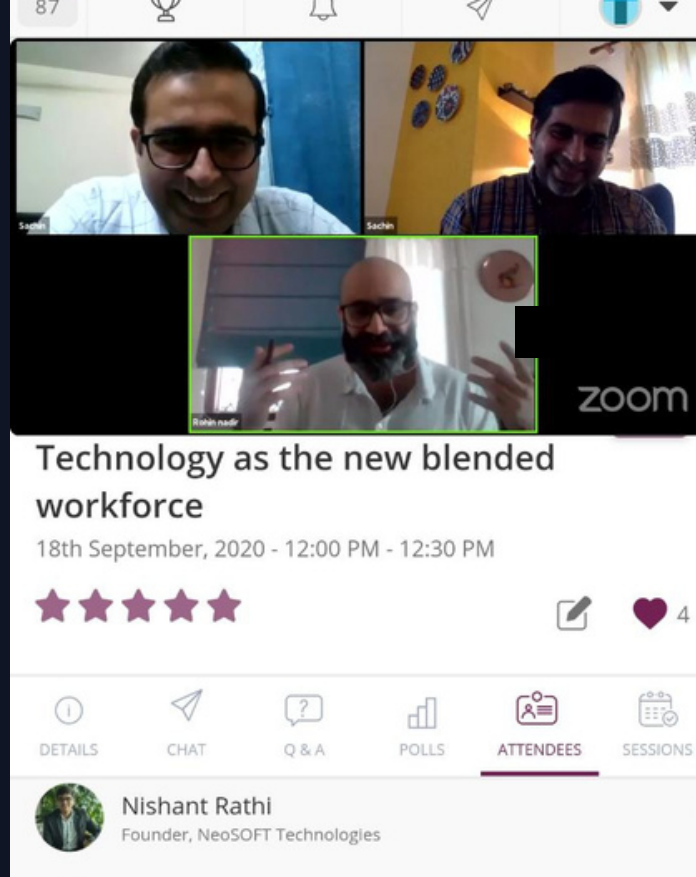 87
Sachin
Sachin
Rohin nadir
zoom
Technology as the new blended
workforce
18th September, 2020 - 12:00 PM - 12:30 PM
4
DETAILS
CHAT
Q & A
POLLS
ATTENDEES
SESSIONS
Nishant Rathi
Founder, NeoSOFT Technologies